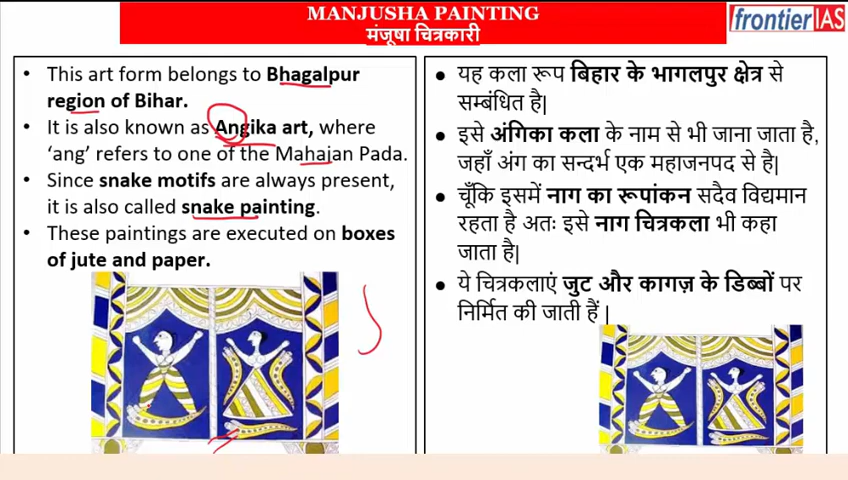 MANJUSHA PAINTING
मंजूषा चित्रकारी
frontier IAS
• This art form belongs to Bhagalpur
region of Bihar.
• It is also known as Angika art, where
‘ang’ refers to one of the Mahajan Pada.
• Since snake motifs are always present,
it is also called snake painting.
• These paintings are executed on boxes
of jute and paper.
• यह कला रूप बिहार के भागलपुर क्षेत्र से
सम्बंधित है|
• इसे अंगिका कला के नाम से भी जाना जाता है,
जहाँ अंग का सन्दर्भ एक महाजनपद से है|
• चूँकि इसमें नाग का रूपांकन सदैव विद्यमान
रहता है अतः इसे नाग चित्रकला भी कहा
जाता है|
• ये चित्रकलाएं जुट और कागज़ के डिब्बों पर
निर्मित की जाती हैं |